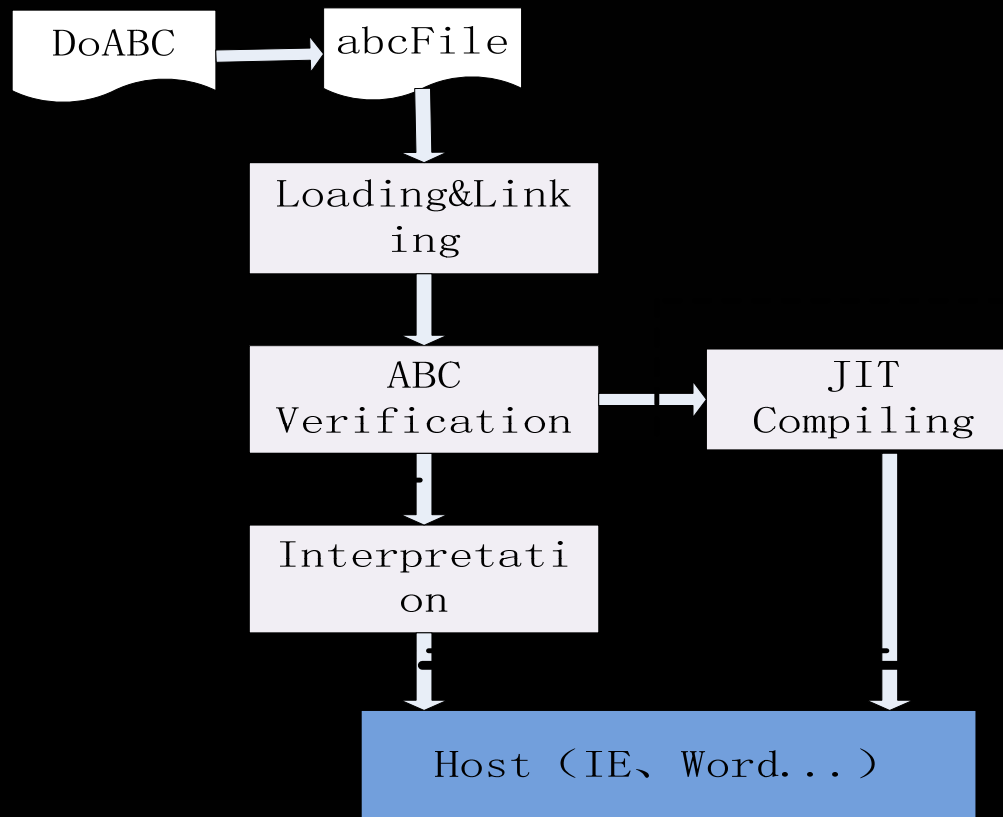 DoABC
abcFile
Loading&Link
ing
ABC
Verification
JIT
Compiling
Interpretati
on
Host（IE、Word...）